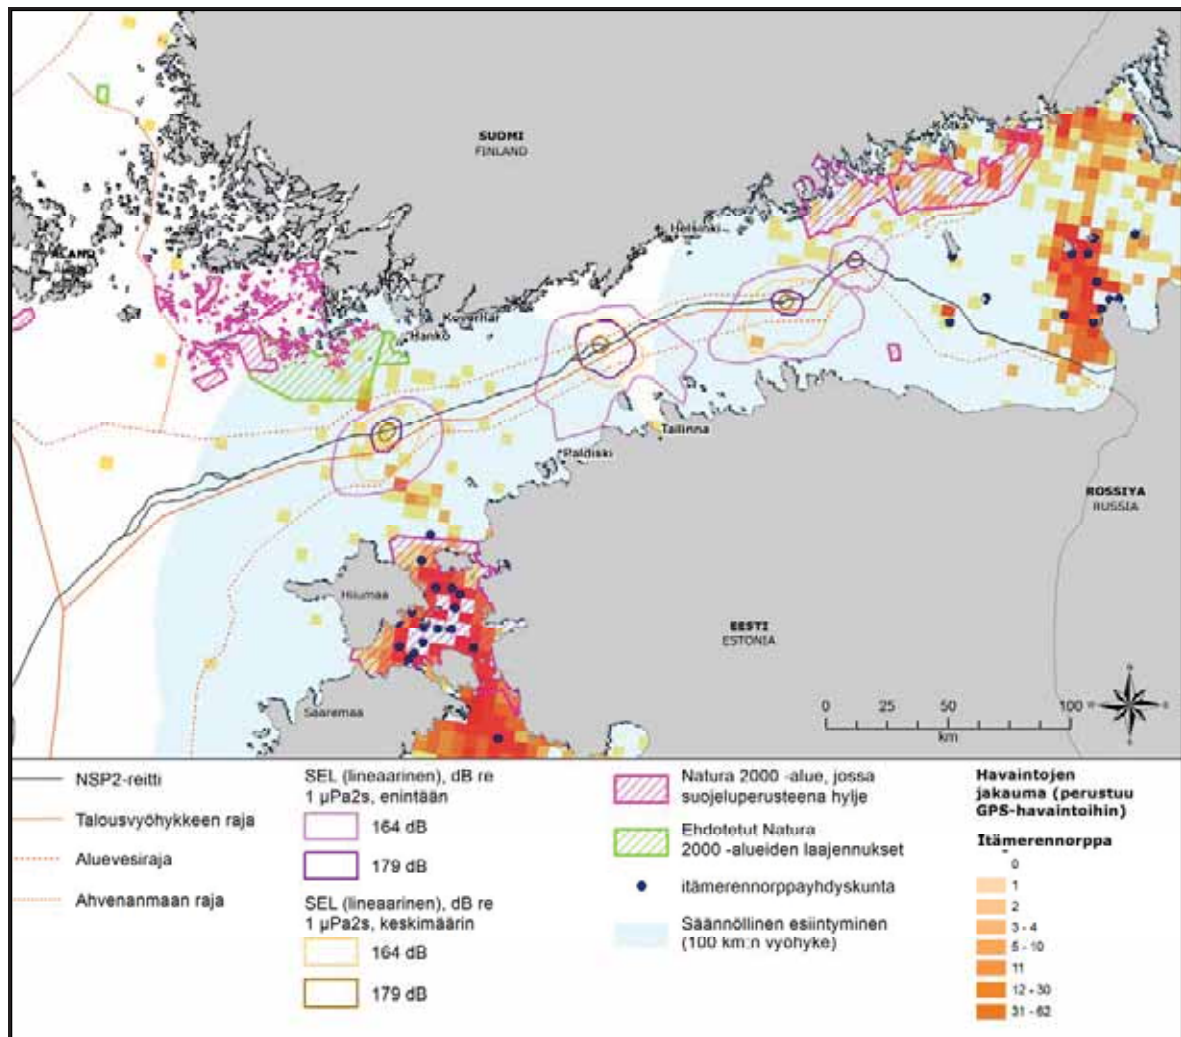 SUOMI
FINLAND
Kotka
Helsinki
ÅLAND
Koverhar
Hanko
Tallinna
Paldiski
ROSSIYA
RUSSIA
Hiiumaa
EESTI
ESTONIA
Saaremaa
0 50 100
km
NSP2-reitti
Talousvyöhykkeen raja
Aluevesiraja
Ahvenanmaan raja
SEL (lineaarinen), dB re
1 µPa2s, enintään
164 dB
179 dB
SEL (lineaarinen), dB re
1 µPa2s, keskimäärin
164 dB
179 dB
Natura 2000 -alue, jossa
suojeluperusteena hylje
Ehdotetut Natura
2000 -alueiden laajennukset
itämerennorppayhdyskunta
Säännöllinen esiintyminen
(100 km:n vyöhyke)
Havaintojen
jakauma (perustuu
GPS-havaintoihin)
Itämerennorppa
0
1
2
3 - 4
5 - 10
11
12 - 30
31 - 62